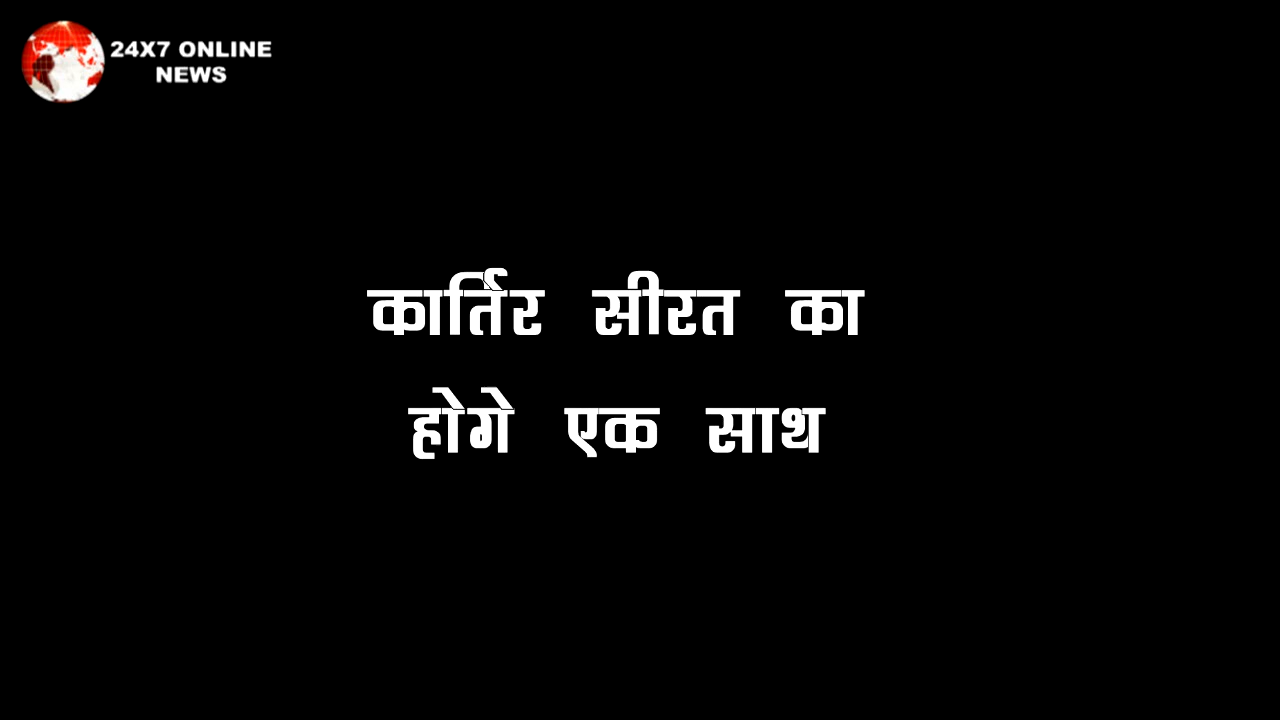 24X7 ONLINE
NEWS
कार्तिर सीरत का
होगे एक साथ